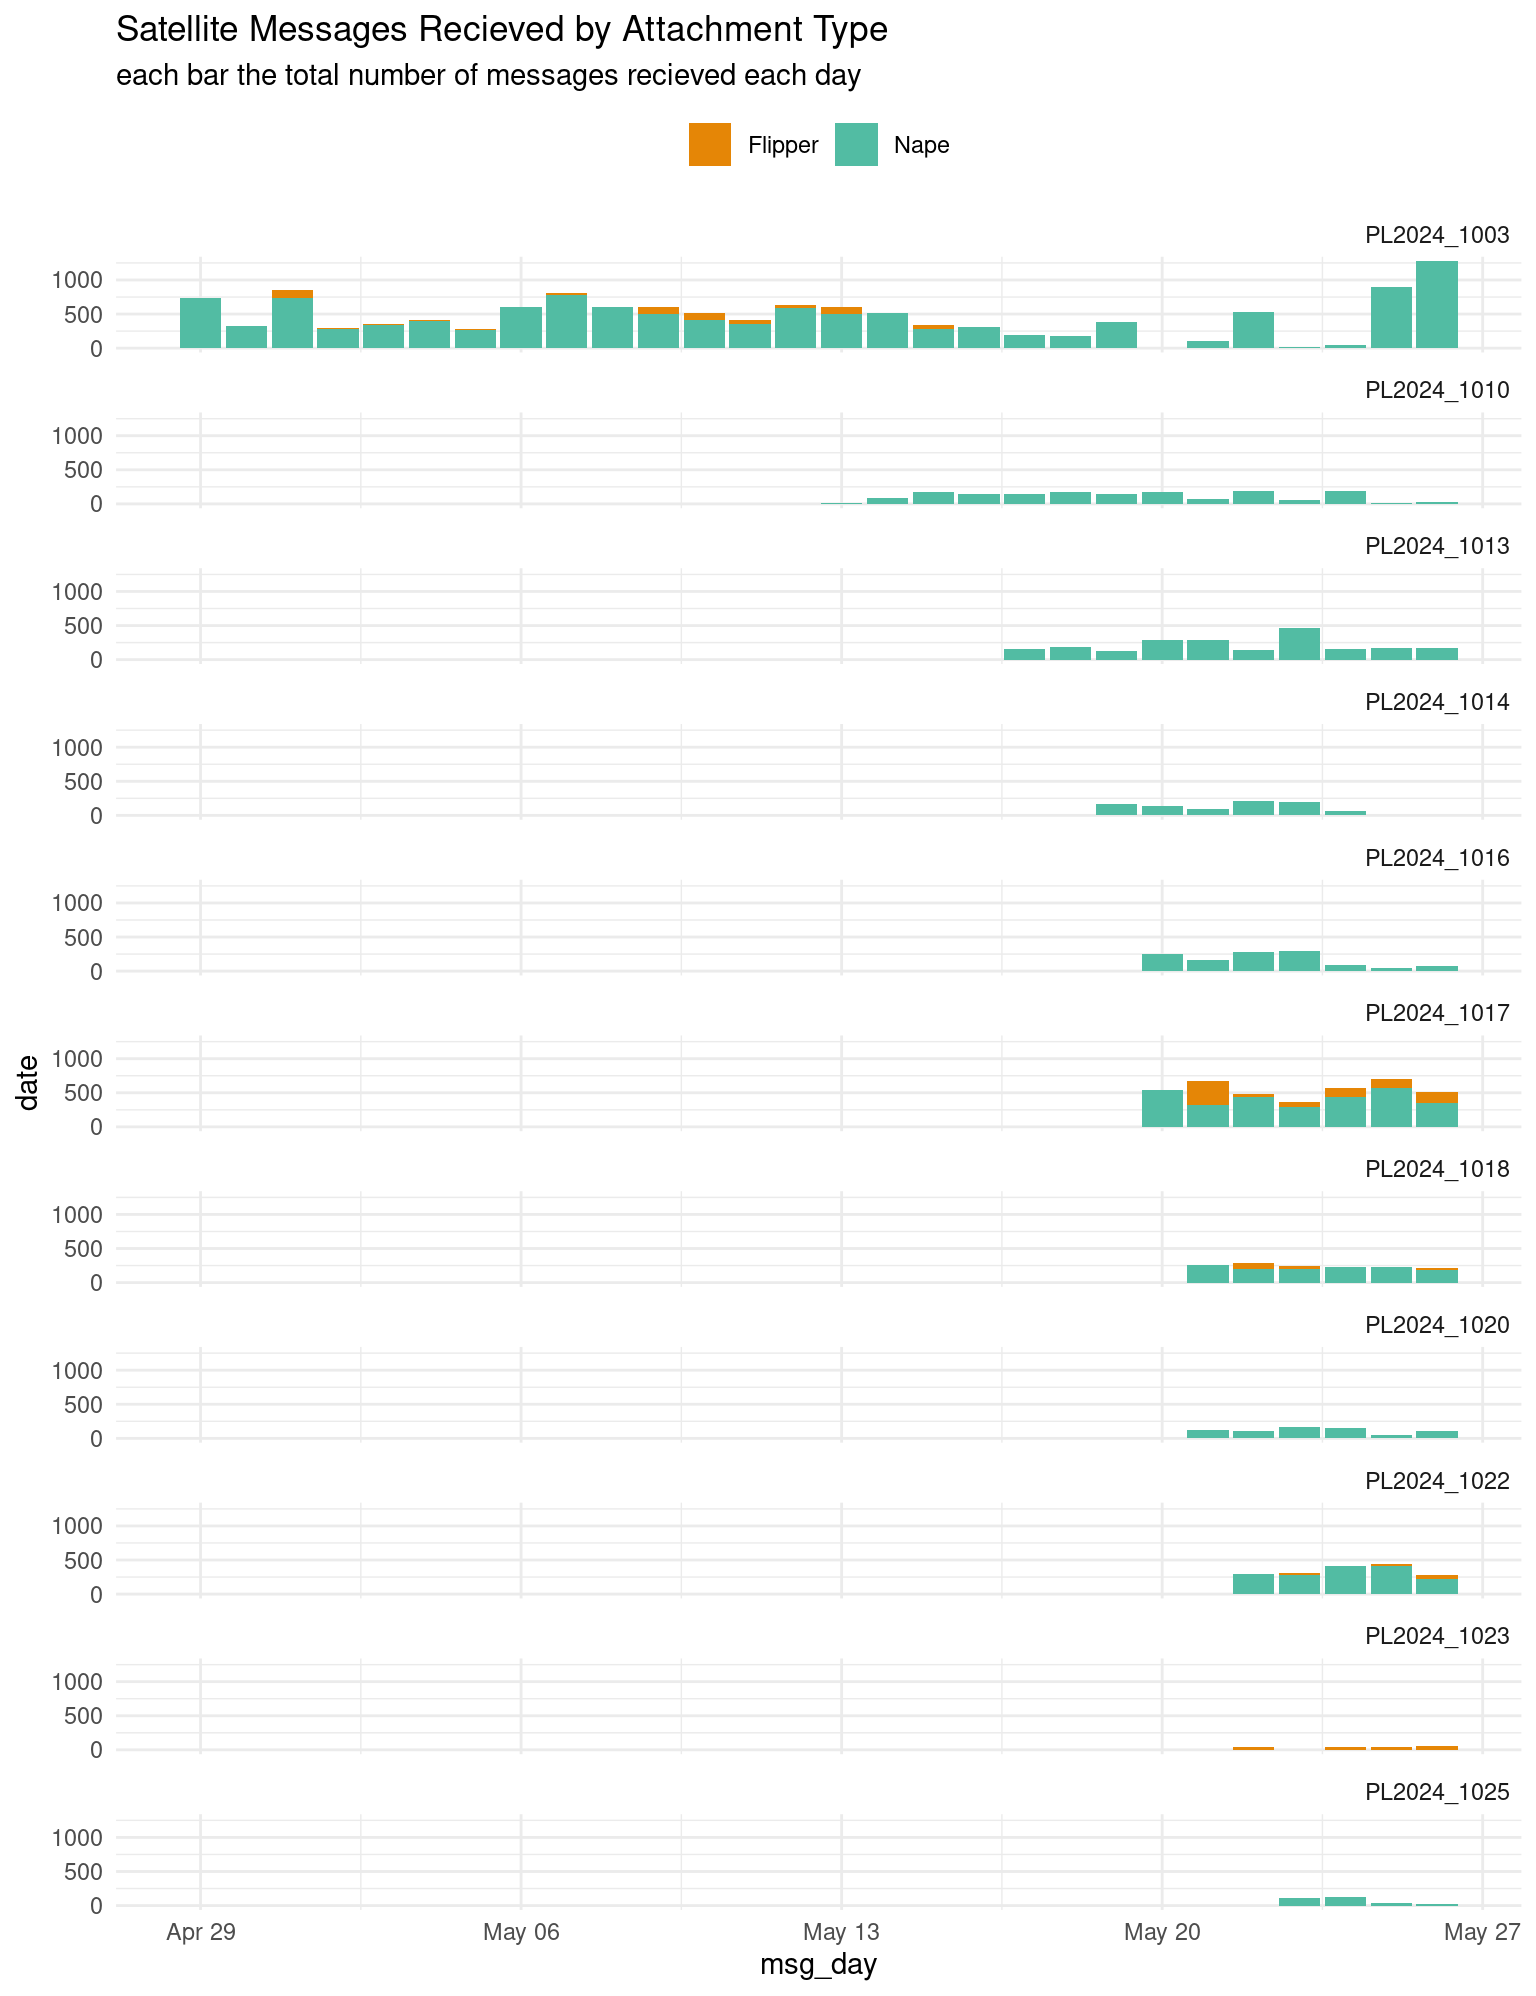 Satellite Messages Recieved by Attachment Type
each bar the total number of messages recieved each day
Flipper Nape
PL2024_1003
1000
500
0
PL2024_1010
1000
500
0
PL2024_1013
1000
500
0
PL2024_1014
1000
500
0
PL2024_1016
1000
500
0
PL2024_1017
date
1000
500
0
PL2024_1018
1000
500
0
PL2024_1020
1000
500
0
PL2024_1022
1000
500
0
PL2024_1023
1000
500
0
PL2024_1025
1000
500
0
Apr 29 May 06 May 13 May 20 May 27
msg_day